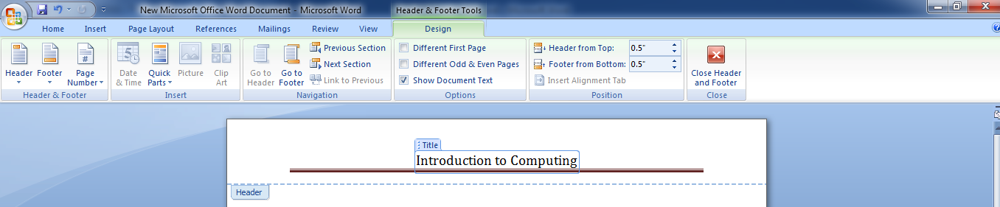 New Microsoft Office Word Document - Microsoft Word
Header & Footer Tools
Home Insert Page Layout References Mailings Review View Design
Header
Footer
Page
Number
Header & Footer
Date
& Time
Quick
Parts
Picture
Clip
Art
Insert
Go to
Header
Go to
Footer
Previous Section
Next Section
Link to Previous
Navigation
Different First Page
Different Odd & Even Pages
Show Document Text
Options
Header from Top: 0.5"
Footer from Bottom: 0.5"
Insert Alignment Tab
Position
Close Header
and Footer
Close
Title
Introduction to Computing
Header